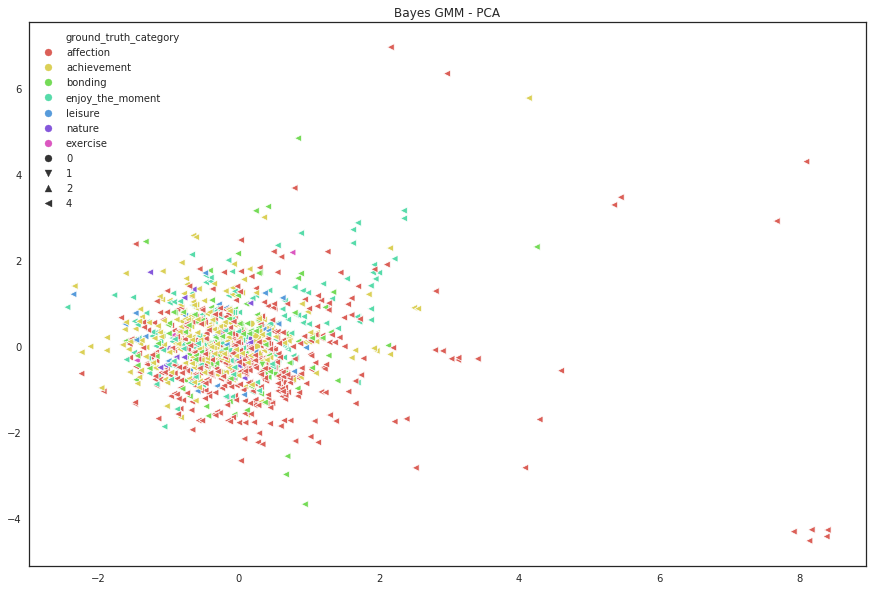 Bayes GMM - PCA
ground_truth_category
affection
achievement
bonding
enjoy_the_moment
leisure
nature
exercise
0
1
2
4
6
4
2
0
−2
−4
−2
0
2
4
6
8